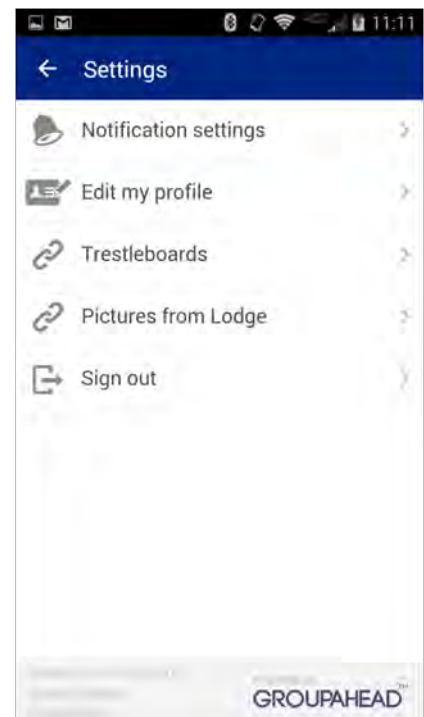 11:11
Settings
Notification settings
Edit my profile
Trestleboards
Pictures from Lodge
Sign out
GROUPAHEAD